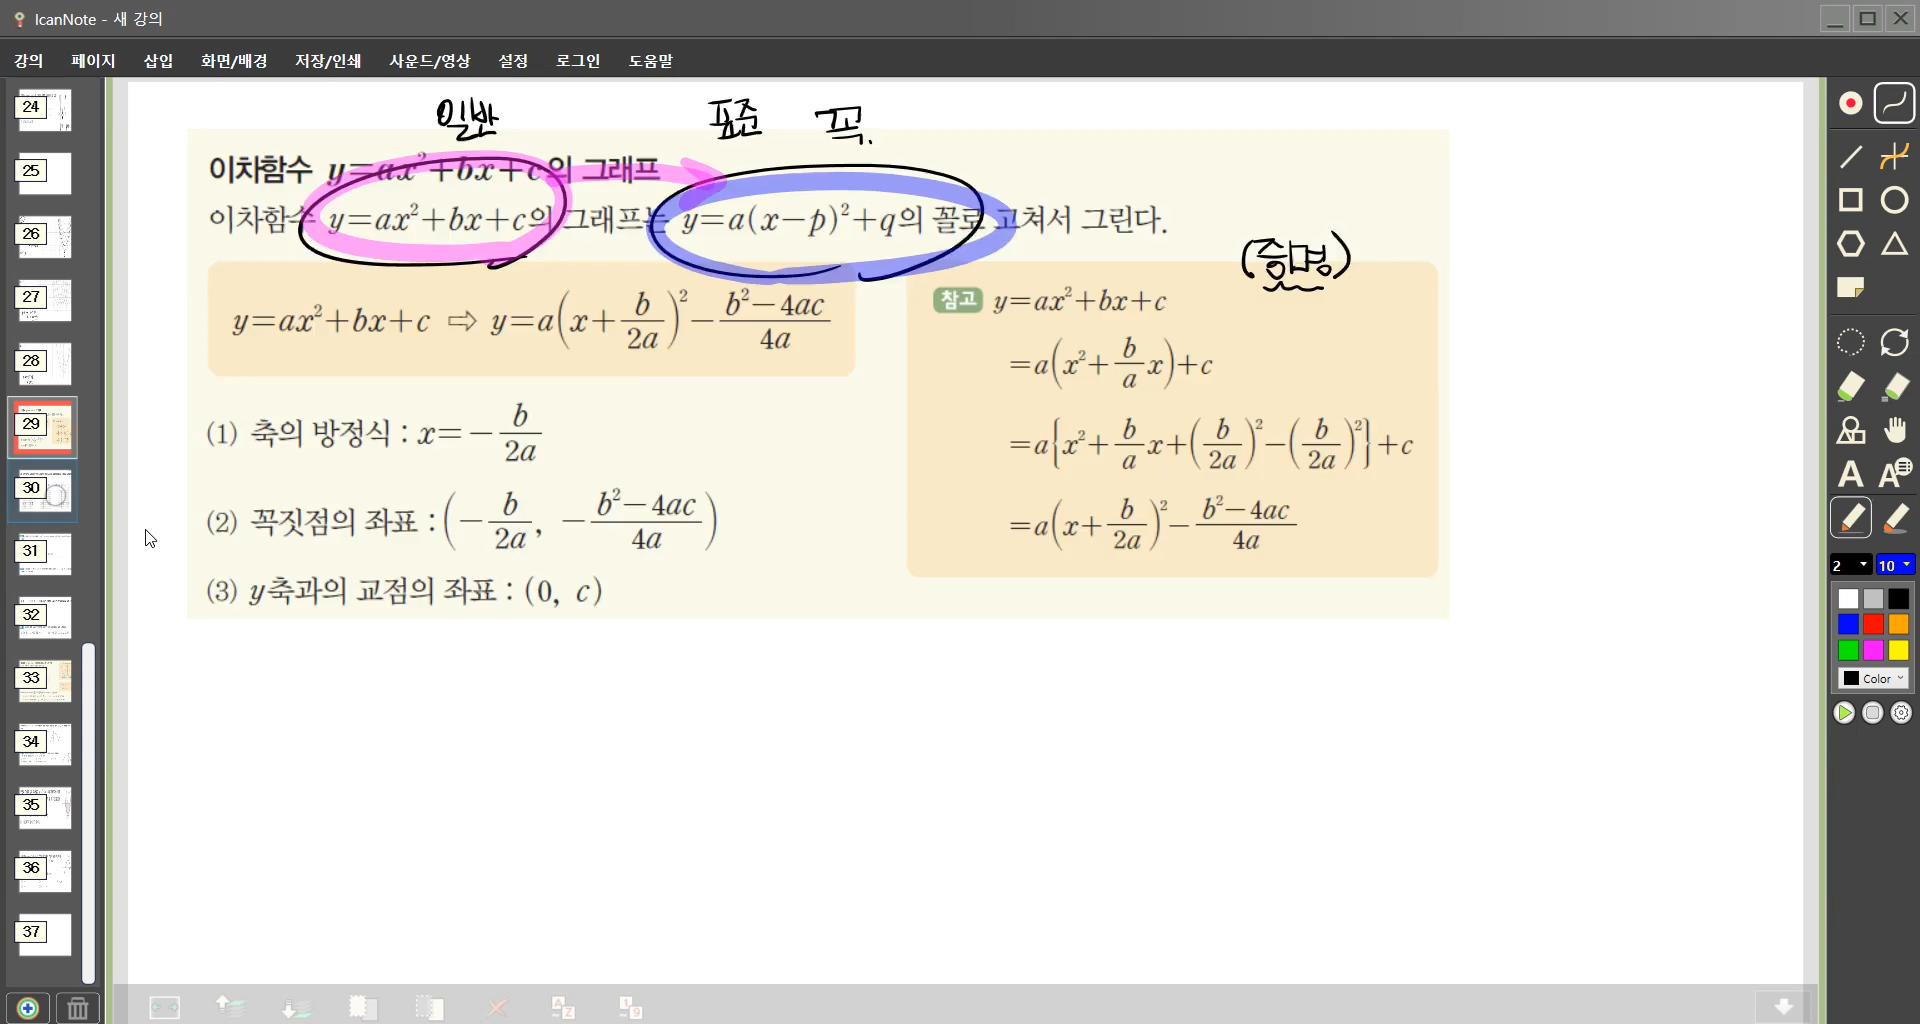 IcanNote - 새 강의
강의 페이지 삽입 화면/배경 저장/인쇄 사운드/영상 설정 로그인 도움말
24
25
26
27
28
29
30
31
32
33
34
35
36
37
일반 표준 꼭.
이차함수 y=ax²+bx+c의 그래프
이차함수 y=ax²+bx+c의 그래프는 y=a(x-p)²+q의 꼴로 고쳐서 그린다.
(증명)
y=ax²+bx+c ⇨ y=a(x+b/2a)²-(b²-4ac)/4a
(1) 축의 방정식 : x=-b/2a
(2) 꼭짓점의 좌표 : (-b/2a, -(b²-4ac)/4a)
(3) y축과의 교점의 좌표 : (0, c)
참고 y=ax²+bx+c
=a(x²+b/a x)+c
=a{x²+b/a x+(b/2a)²-(b/2a)²}+c
=a(x+b/2a)²-(b²-4ac)/4a
A A
2 10
Color